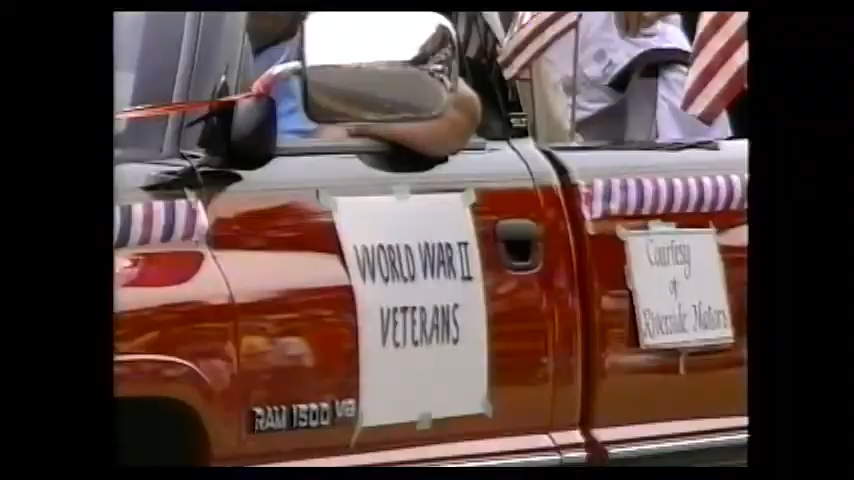 WORLD WAR II
VETERANS
Courtesy
of
Riverside Motors
RAM 1500 V8